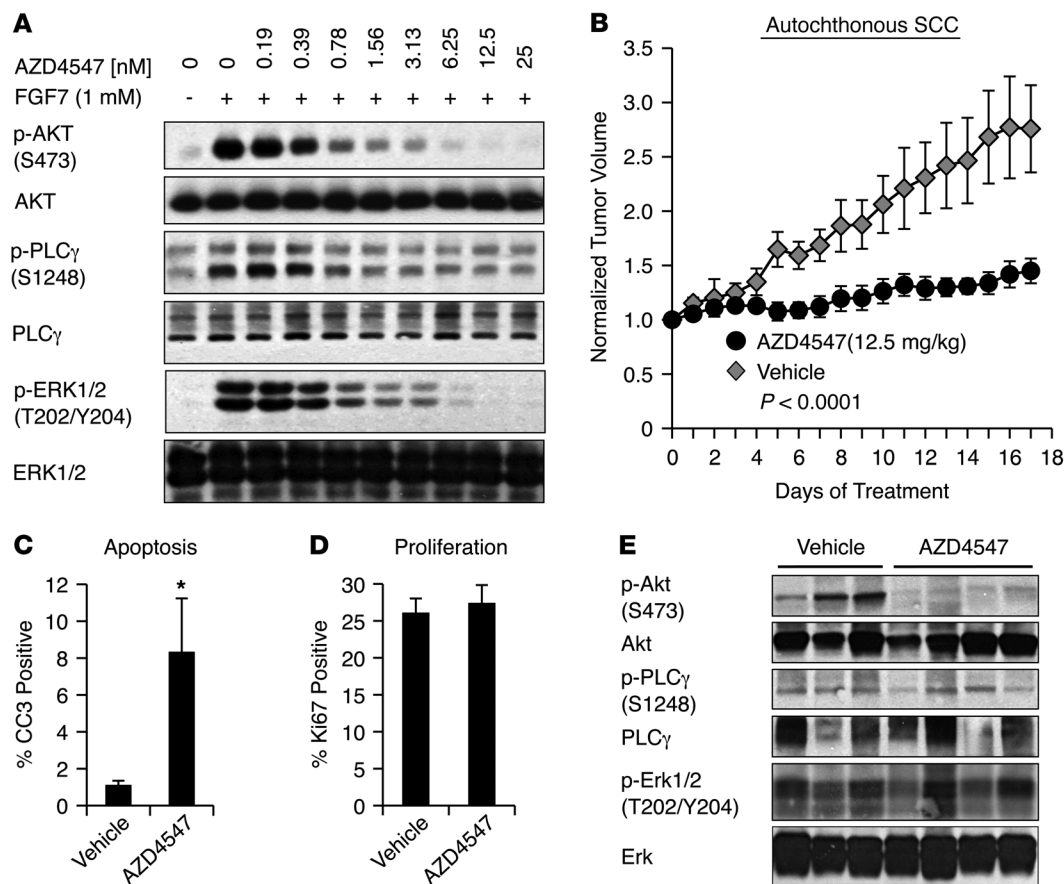 A
AZD4547 [nM] 0 0 0.19 0.39 0.78 1.56 3.13 6.25 12.5 25
FGF7 (1 mM) - + + + + + + + + +
p-AKT
(S473)
AKT
p-PLCγ
(S1248)
PLCγ
p-ERK1/2
(T202/Y204)
ERK1/2
B
Autochthonous SCC
Normalized Tumor Volume
3.5
3.0
2.5
2.0
1.5
1.0
0.5
0
AZD4547(12.5 mg/kg)
Vehicle
P < 0.0001
0 2 4 6 8 10 12 14 16 18
Days of Treatment
C
Apoptosis
% CC3 Positive
12
10
8
6
4
2
0
*
Vehicle
AZD4547
D
Proliferation
% Ki67 Positive
30
25
20
15
10
5
0
Vehicle
AZD4547
E
Vehicle AZD4547
p-Akt
(S473)
Akt
p-PLCγ
(S1248)
PLCγ
p-Erk1/2
(T202/Y204)
Erk